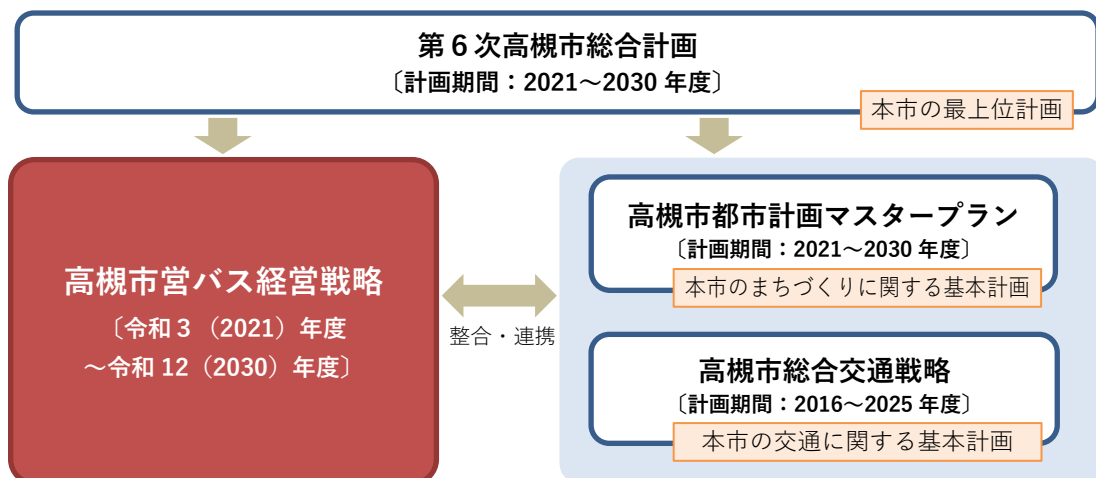 第6次高槻市総合計画
〔計画期間：2021～2030 年度〕
本市の最上位計画
高槻市営バス経営戦略
〔令和３（2021）年度
～令和 12（2030）年度〕
整合・連携
高槻市都市計画マスタープラン
〔計画期間：2021～2030 年度〕
本市のまちづくりに関する基本計画
高槻市総合交通戦略
〔計画期間：2016～2025 年度〕
本市の交通に関する基本計画